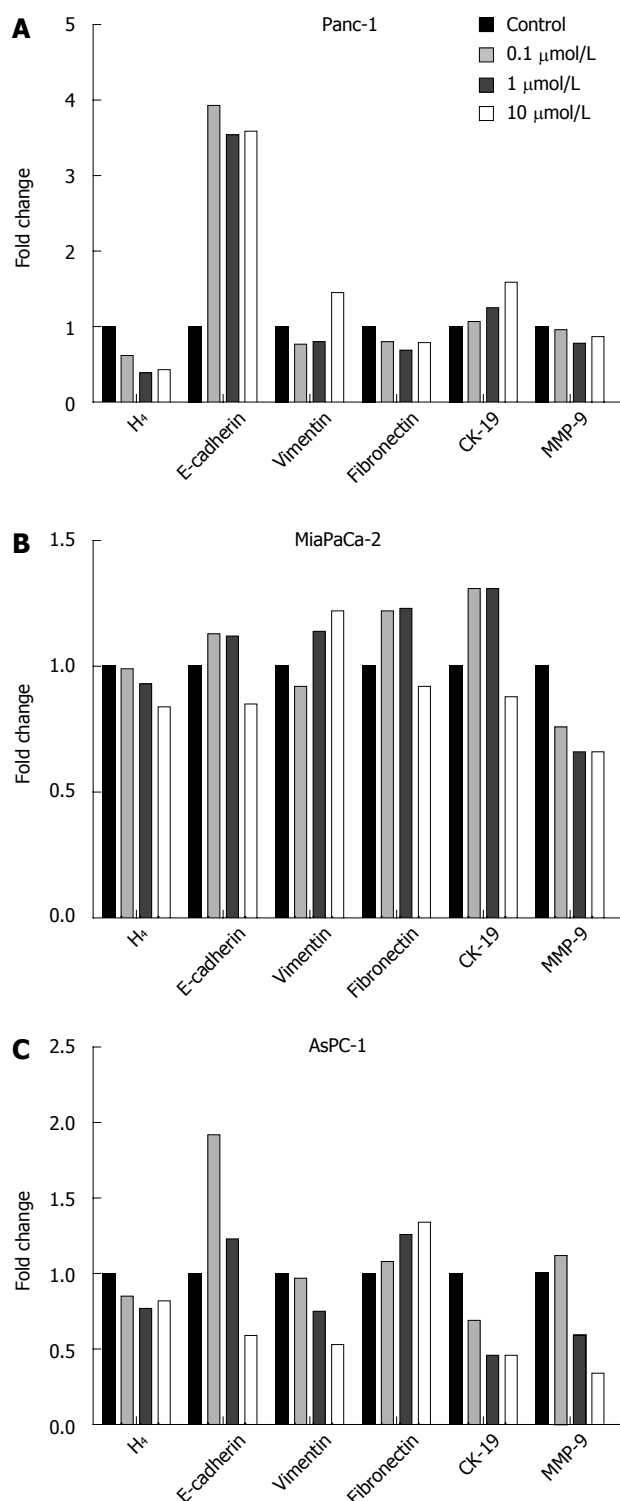 A
Panc-1
Control
0.1 μmol/L
1 μmol/L
10 μmol/L
Fold change
5
4
3
2
1
0
H₄
E-cadherin
Vimentin
Fibronectin
CK-19
MMP-9
B
MiaPaCa-2
Fold change
1.5
1.0
0.5
0.0
H₄
E-cadherin
Vimentin
Fibronectin
CK-19
MMP-9
C
AsPC-1
Fold change
2.5
2.0
1.5
1.0
0.5
0.0
H₄
E-cadherin
Vimentin
Fibronectin
CK-19
MMP-9